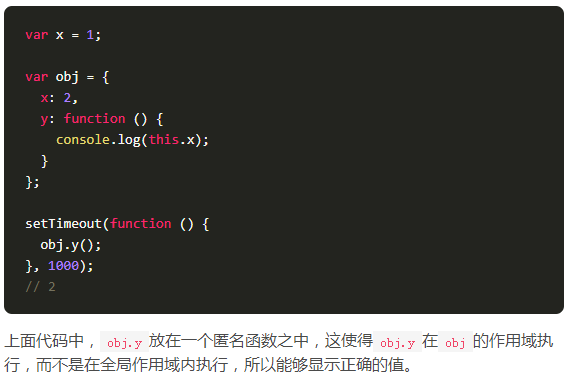 var x = 1;
var obj = {
  x: 2,
  y: function () {
    console.log(this.x);
  }
};
setTimeout(function () {
  obj.y();
}, 1000);
// 2
上面代码中，obj.y 放在一个匿名函数之中，这使得 obj.y 在 obj 的作用域执
行，而不是在全局作用域内执行，所以能够显示正确的值。